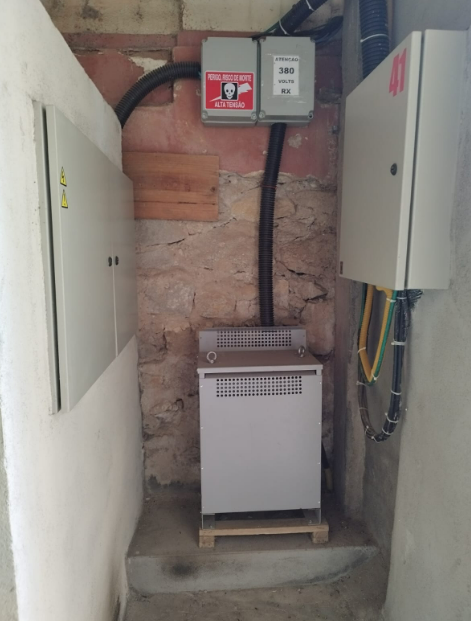 PERIGO, RISCO DE MORTE
ALTA TENSÃO
ATENÇÃO
380
VOLTS
RX
41